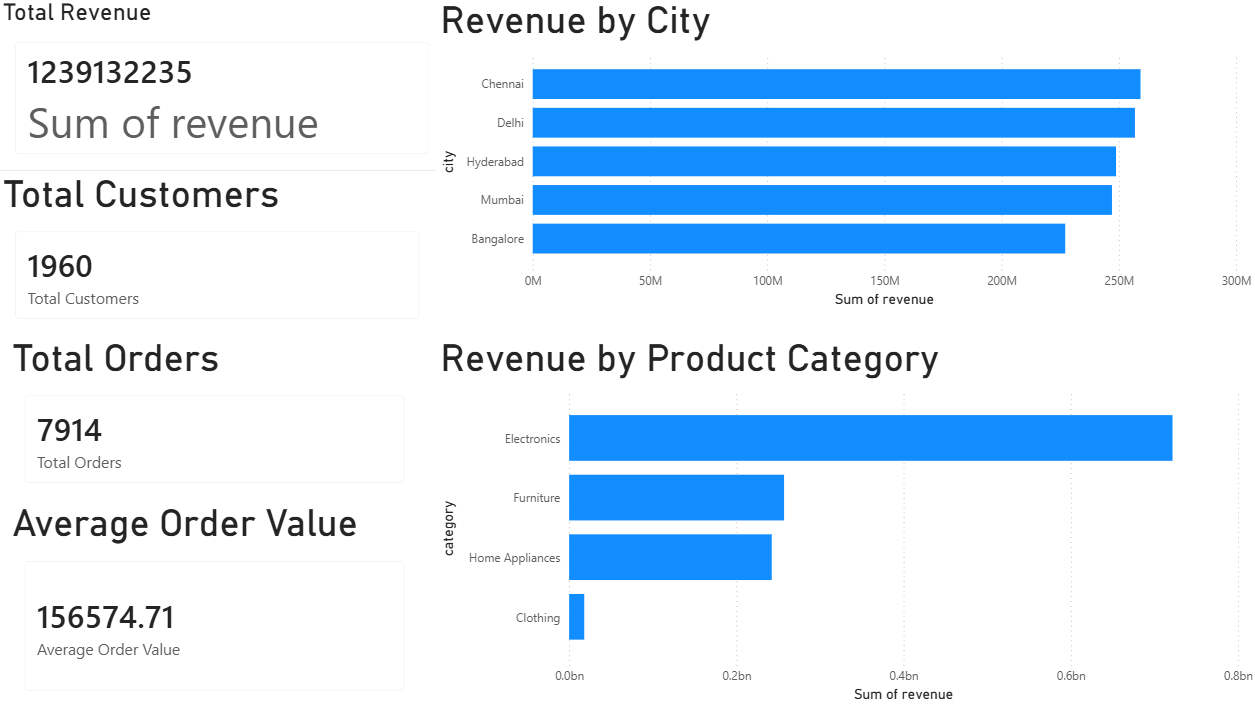 Total Revenue
1239132235
Sum of revenue
Total Customers
1960
Total Customers
Total Orders
7914
Total Orders
Average Order Value
156574.71
Average Order Value
Revenue by City
city
Chennai
Delhi
Hyderabad
Mumbai
Bangalore
0M 50M 100M 150M 200M 250M 300M
Sum of revenue
Revenue by Product Category
category
Electronics
Furniture
Home Appliances
Clothing
0.0bn 0.2bn 0.4bn 0.6bn 0.8bn
Sum of revenue